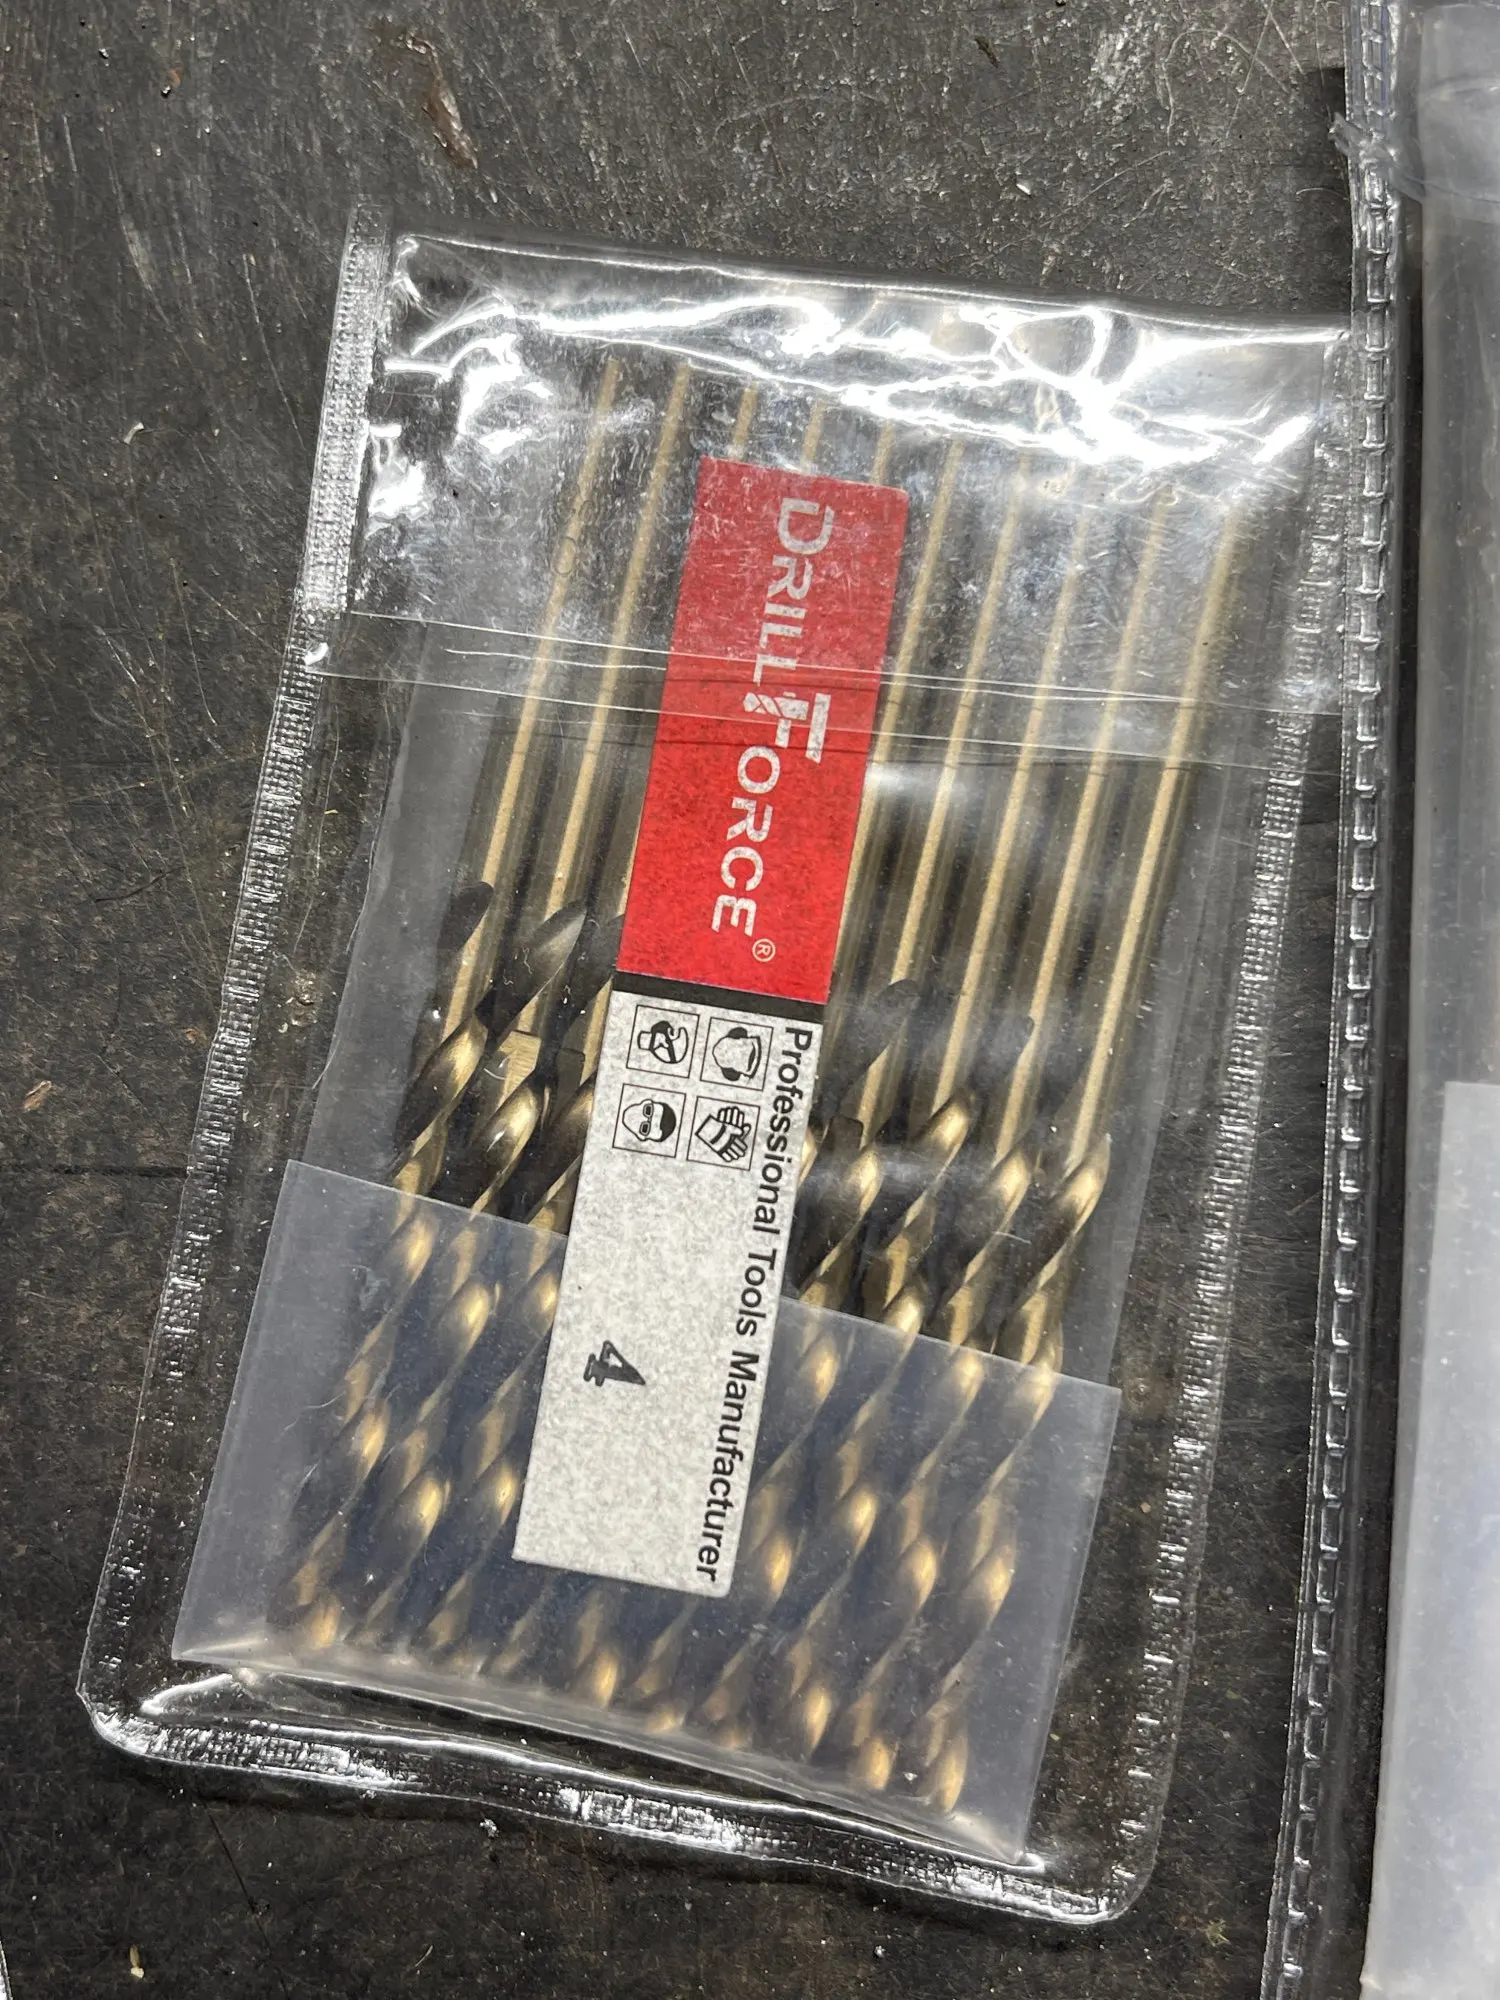 DRILLFORCE®
Professional Tools Manufacturer
4